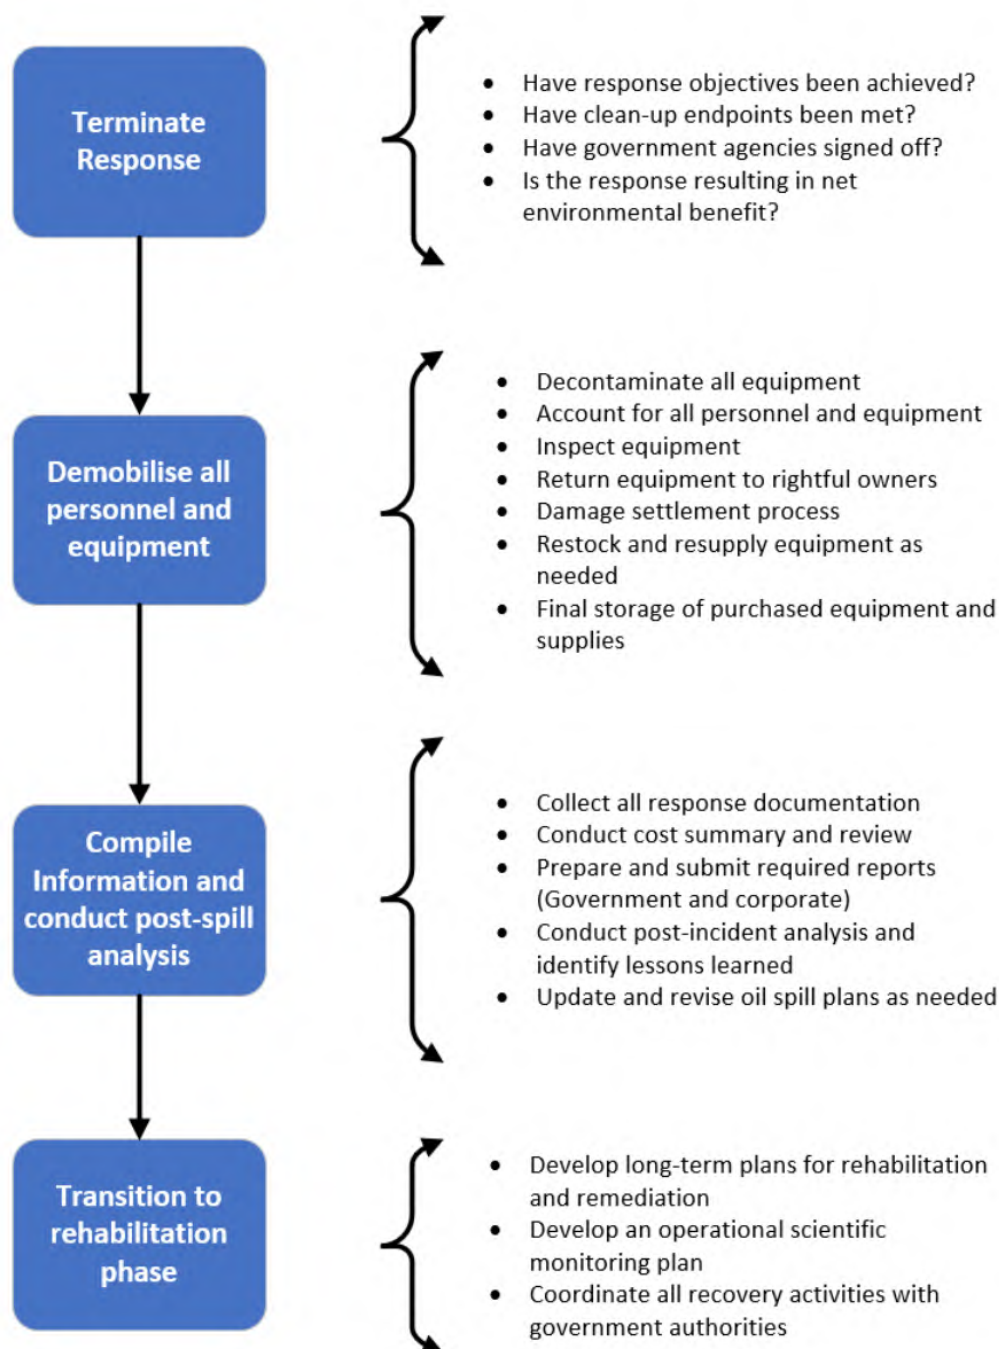 Terminate
Response
• Have response objectives been achieved?
• Have clean-up endpoints been met?
• Have government agencies signed off?
• Is the response resulting in net
environmental benefit?
Demobilise all
personnel and
equipment
• Decontaminate all equipment
• Account for all personnel and equipment
• Inspect equipment
• Return equipment to rightful owners
• Damage settlement process
• Restock and resupply equipment as
needed
• Final storage of purchased equipment and
supplies
Compile
Information and
conduct post-spill
analysis
• Collect all response documentation
• Conduct cost summary and review
• Prepare and submit required reports
(Government and corporate)
• Conduct post-incident analysis and
identify lessons learned
• Update and revise oil spill plans as needed
Transition to
rehabilitation
phase
• Develop long-term plans for rehabilitation
and remediation
• Develop an operational scientific
monitoring plan
• Coordinate all recovery activities with
government authorities